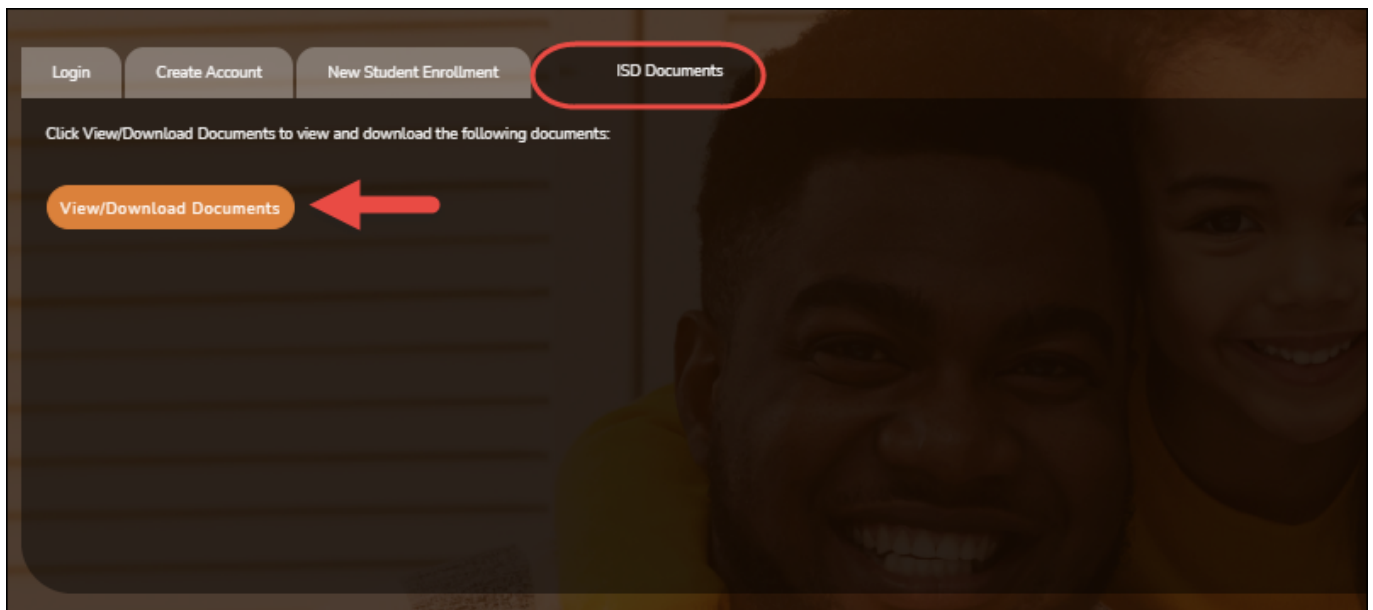 Login Create Account New Student Enrollment ISD Documents
Click View/Download Documents to view and download the following documents:
View/Download Documents